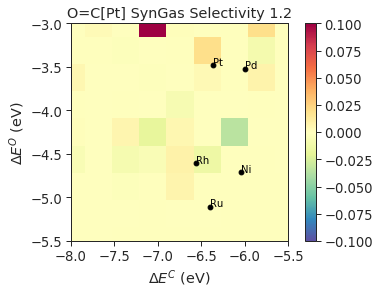 O=C[Pt] SynGas Selectivity 1.2
−3.0
−3.5
−4.0
−4.5
−5.0
−5.5
ΔE^O (eV)
Pt
Pd
Rh
Ni
Ru
−8.0 −7.5 −7.0 −6.5 −6.0 −5.5
ΔE^C (eV)
0.100
0.075
0.050
0.025
0.000
−0.025
−0.050
−0.075
−0.100